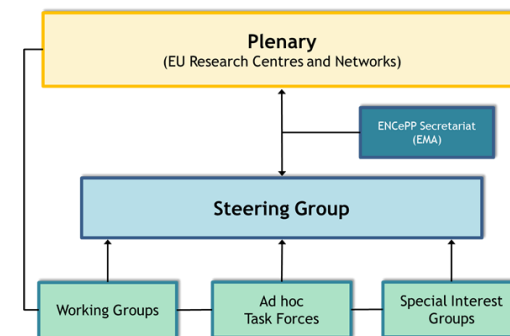 Plenary
(EU Research Centres and Networks)
ENCePP Secretariat
(EMA)
Steering Group
Working Groups
Ad hoc
Task Forces
Special Interest
Groups